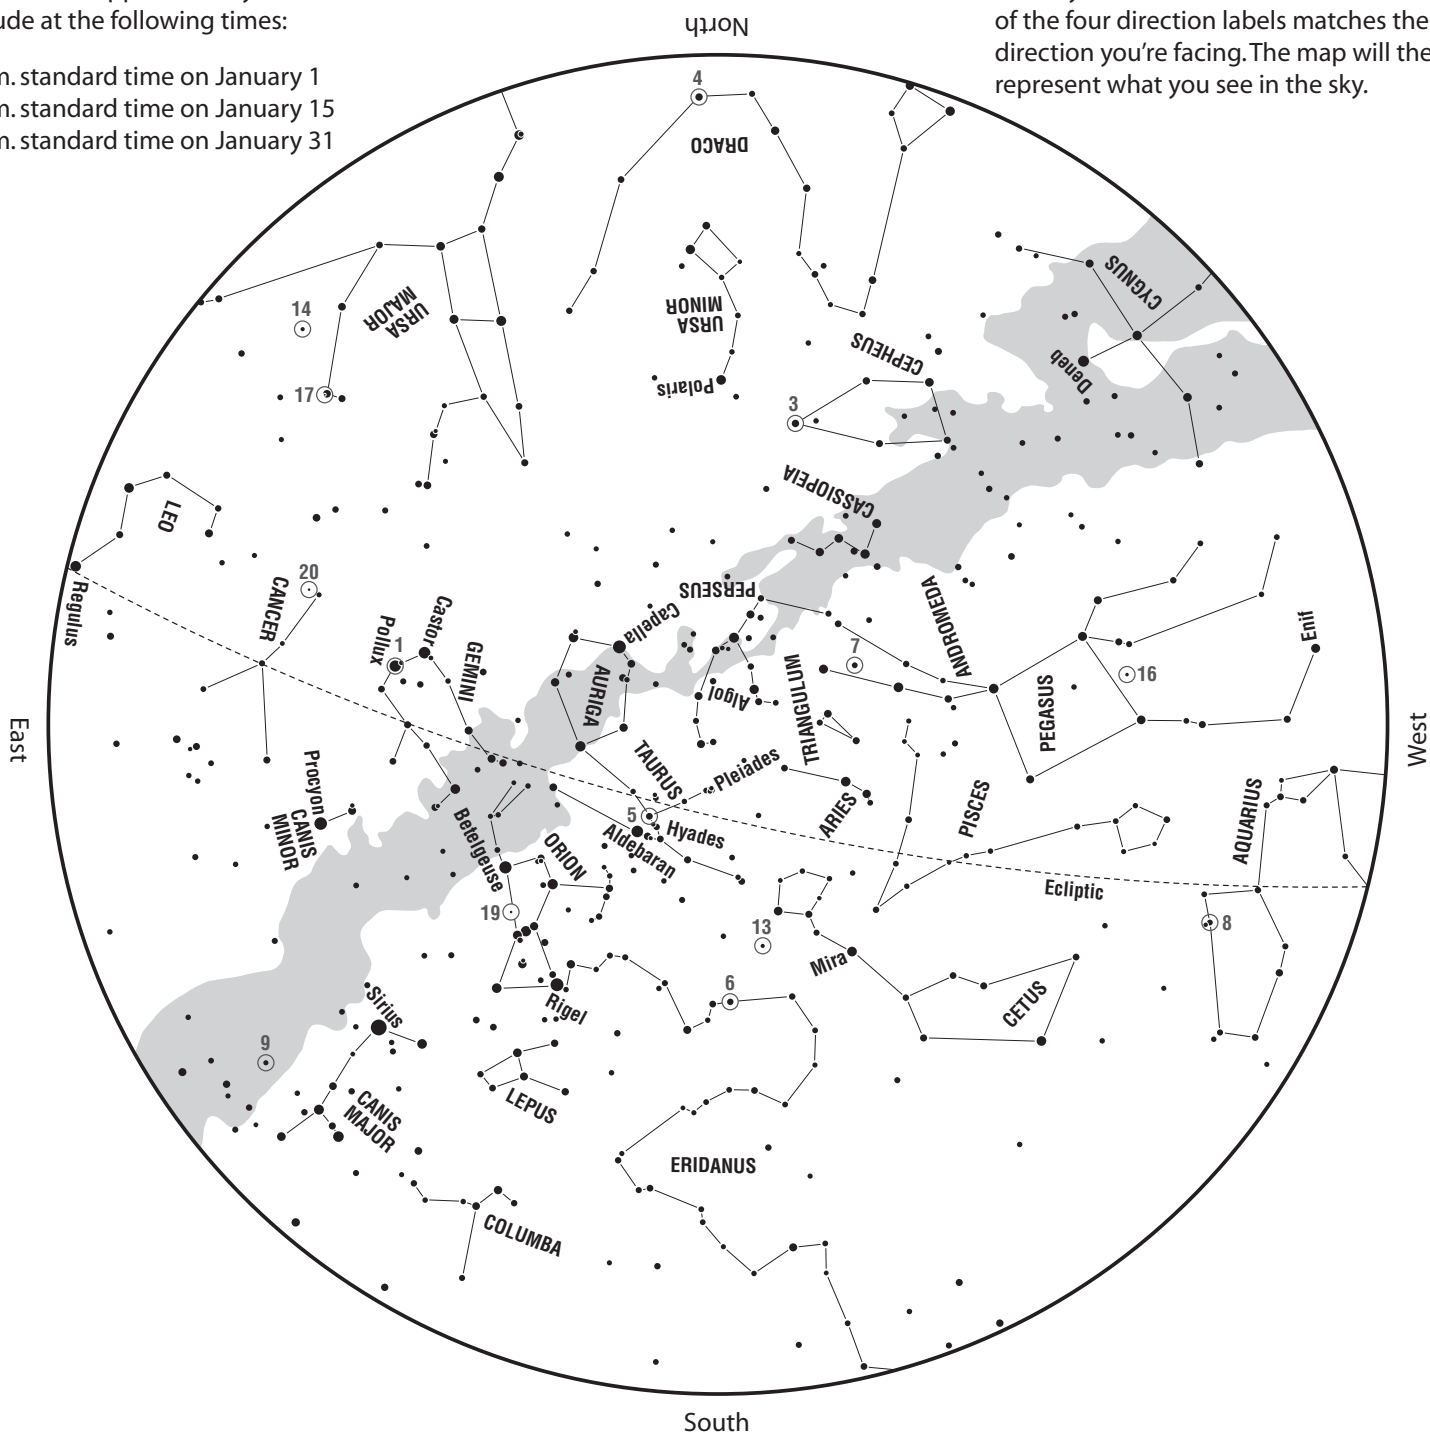 ude at the following times:
m. standard time on January 1
m. standard time on January 15
m. standard time on January 31
of the four direction labels matches the
direction you're facing. The map will the
represent what you see in the sky.
North
4
DRACO
14
URSA
MAJOR
17
URSA
MINOR
Polaris
CEPHEUS
3
CYGNUS
Deneb
CASSIOPEIA
LEO
Regulus
20
CANCER
Pollux
1
Castor
GEMINI
Capella
PERSEUS
AURIGA
Algol
ANDROMEDA
7
TRIANGULUM
PEGASUS
16
Enif
East
West
Procyon
CANIS
MINOR
TAURUS
Pleiades
5
Hyades
Aldebaran
ARIES
PISCES
AQUARIUS
Betelgeuse
ORION
19
Ecliptic
8
13
Mira
6
CETUS
Rigel
Sirius
9
LEPUS
CANIS
MAJOR
ERIDANUS
COLUMBA
South